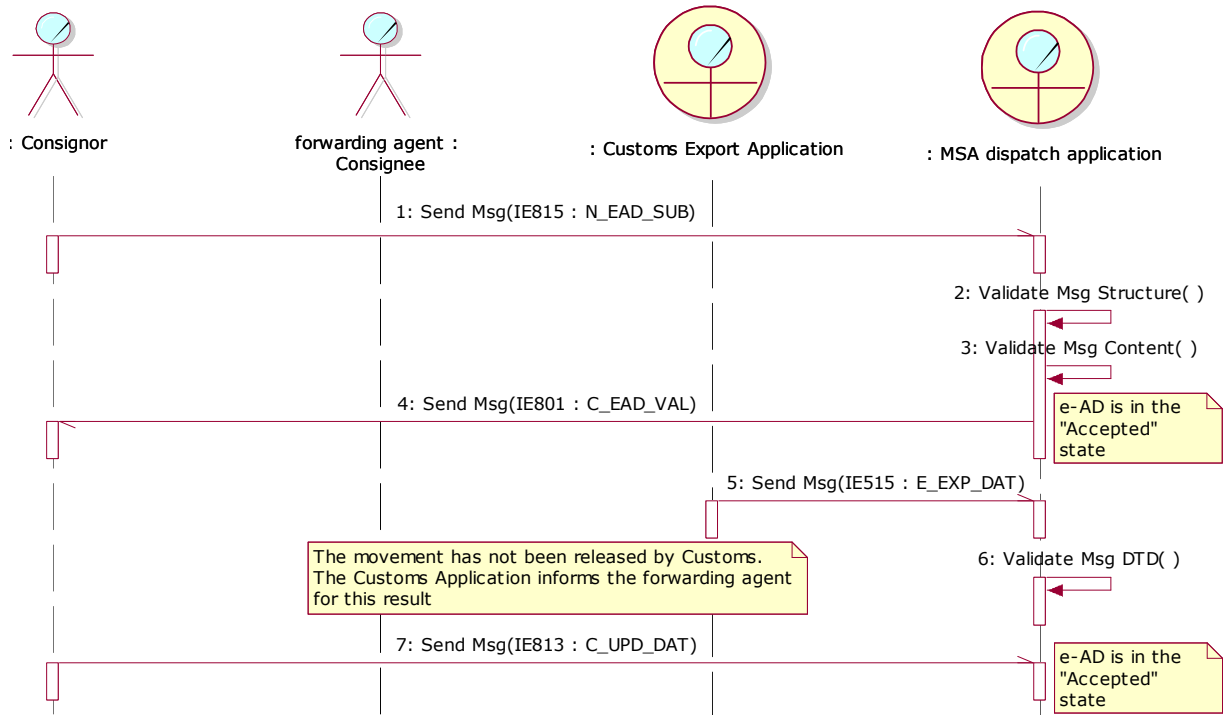 : Consignor
forwarding agent :
Consignee
: Customs Export Application
: MSA dispatch application
1: Send Msg(IE815 : N_EAD_SUB)
2: Validate Msg Structure( )
3: Validate Msg Content( )
4: Send Msg(IE801 : C_EAD_VAL)
e-AD is in the
"Accepted"
state
5: Send Msg(IE515 : E_EXP_DAT)
The movement has not been released by Customs.
The Customs Application informs the forwarding agent
for this result
6: Validate Msg DTD( )
7: Send Msg(IE813 : C_UPD_DAT)
e-AD is in the
"Accepted"
state